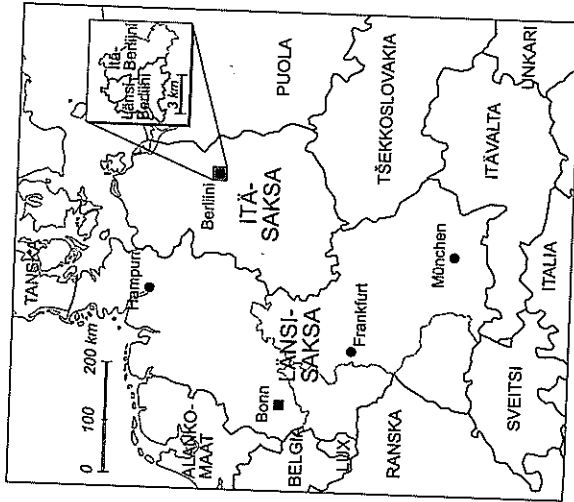 TANSKA
Hampuri
0 100 200 km
Itä-
Berliini
Länsi-
Berliini
3 km
PUOLA
Berliini
ITÄ-
SAKSA
ALANKO-
MAAT
Bonn
LÄNSI-
SAKSA
BELGIA
LUX
Frankfurt
TŠEKKOSLOVAKIA
RANSKA
München
ITÄVALTA
UNKARI
SVEITSI
ITALIA